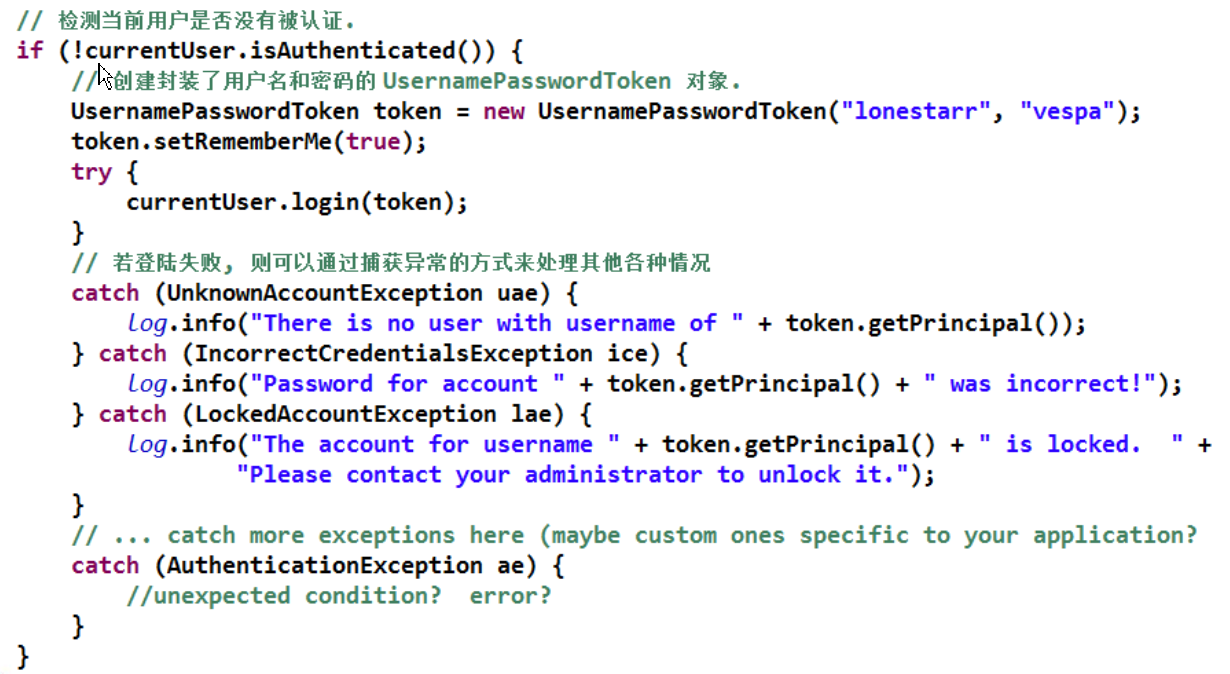 // 检测当前用户是否没有被认证.
if (!currentUser.isAuthenticated()) {
    // 创建封装了用户名和密码的 UsernamePasswordToken 对象.
    UsernamePasswordToken token = new UsernamePasswordToken("lonestarr", "vespa");
    token.setRememberMe(true);
    try {
        currentUser.login(token);
    }
    // 若登陆失败, 则可以通过捕获异常的方式来处理其他各种情况
    catch (UnknownAccountException uae) {
        log.info("There is no user with username of " + token.getPrincipal());
    } catch (IncorrectCredentialsException ice) {
        log.info("Password for account " + token.getPrincipal() + " was incorrect!");
    } catch (LockedAccountException lae) {
        log.info("The account for username " + token.getPrincipal() + " is locked.  " +
                "Please contact your administrator to unlock it.");
    }
    // ... catch more exceptions here (maybe custom ones specific to your application?
    catch (AuthenticationException ae) {
        //unexpected condition?  error?
    }
}